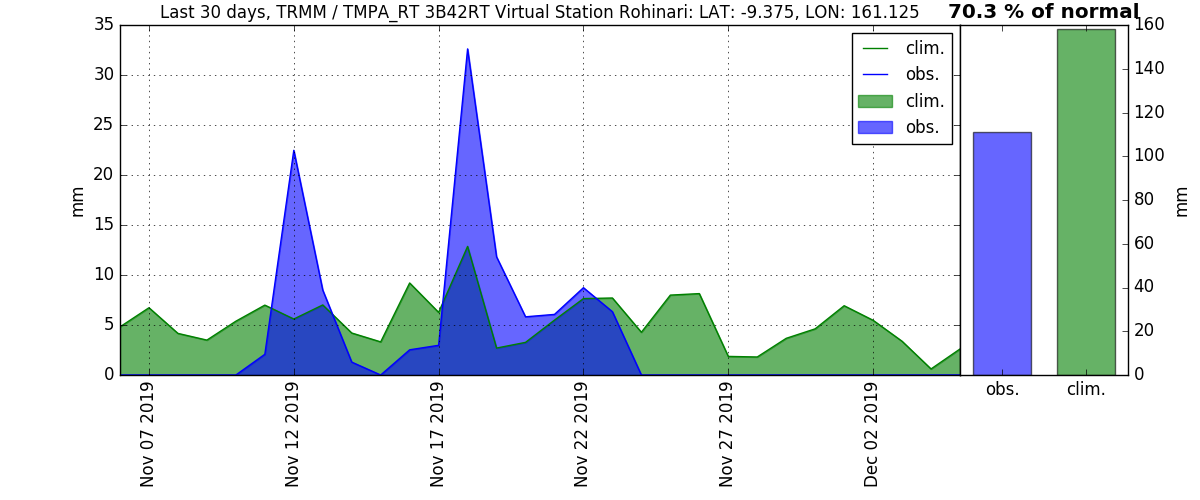 Last 30 days, TRMM / TMPA_RT 3B42RT Virtual Station Rohinari: LAT: -9.375, LON: 161.125
70.3 % of normal
35
30
25
20
15
10
5
0
mm
Nov 07 2019
Nov 12 2019
Nov 17 2019
Nov 22 2019
Nov 27 2019
Dec 02 2019
clim.
obs.
clim.
obs.
160
140
120
100
80
60
40
20
0
mm
obs.
clim.